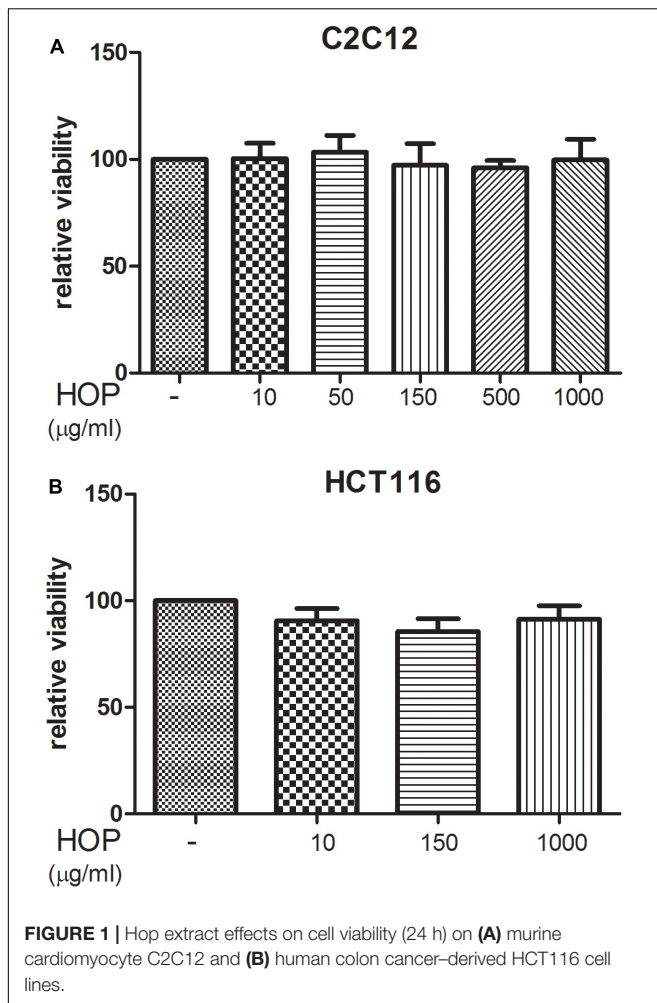 A
C2C12
150
100
50
0
relative viability
HOP
(μg/ml)
- 10 50 150 500 1000
B
HCT116
150
100
50
0
relative viability
HOP
(μg/ml)
- 10 150 1000
FIGURE 1 | Hop extract effects on cell viability (24 h) on (A) murine
cardiomyocyte C2C12 and (B) human colon cancer–derived HCT116 cell
lines.